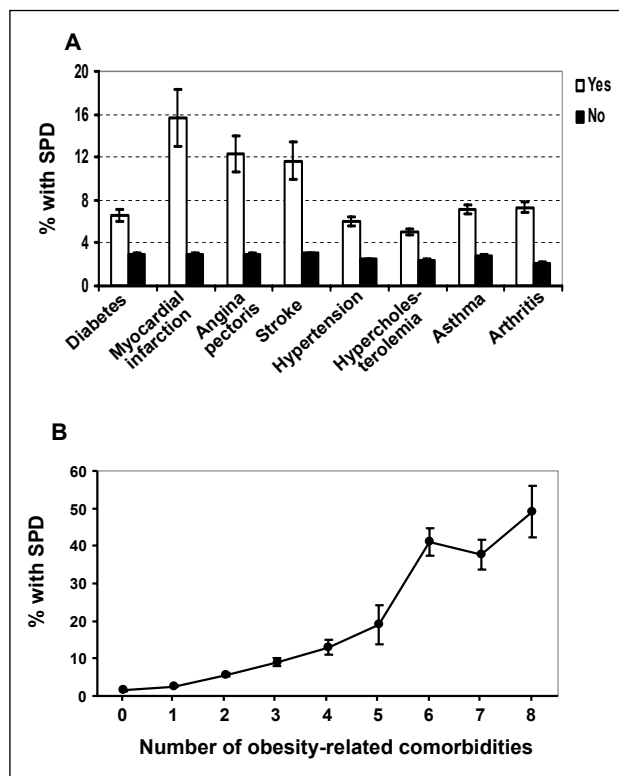 A
% with SPD
20
16
12
8
4
0
Yes
No
Diabetes
Myocardial
infarction
Angina
pectoris
Stroke
Hypertension
Hypercholes-
terolemia
Asthma
Arthritis
B
% with SPD
60
50
40
30
20
10
0
0 1 2 3 4 5 6 7 8
Number of obesity-related comorbidities